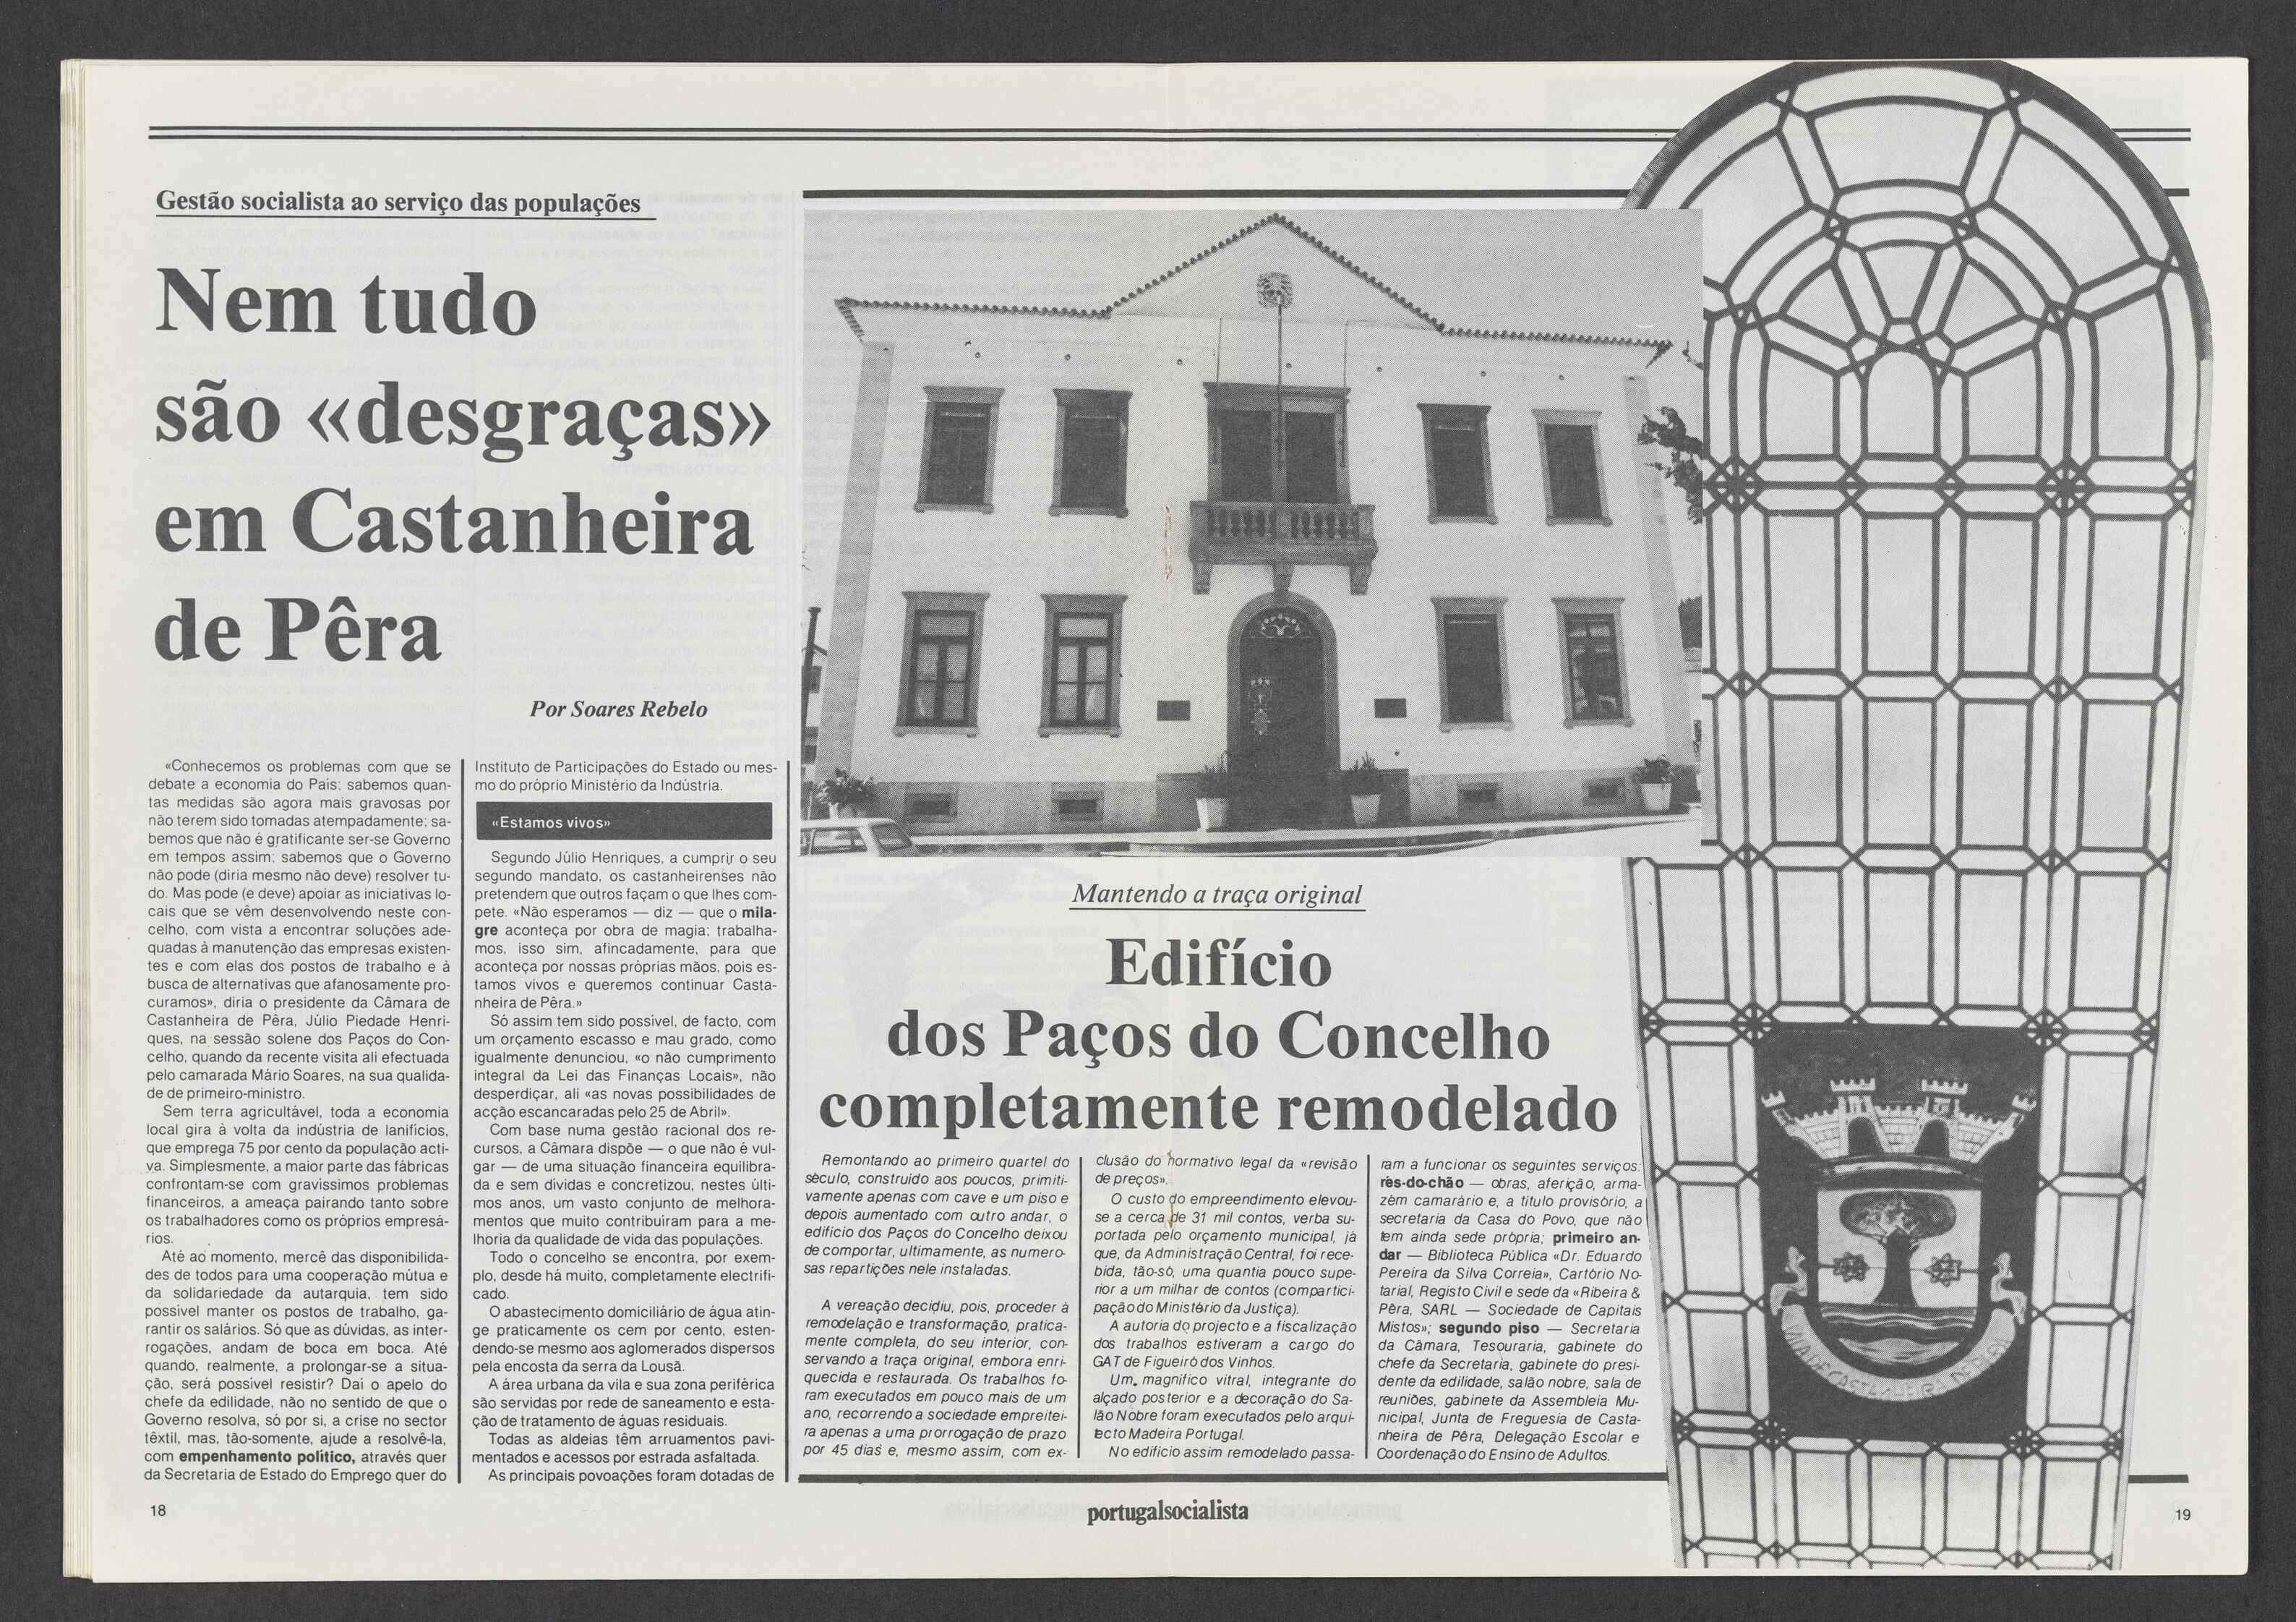 Gestão socialista ao serviço das populações
Nem tudo
são «desgraças»
em Castanheira
de Pêra
Por Soares Rebelo
«Conhecemos os problemas com que se
debate a economia do País; sabemos quan-
tas medidas são agora mais gravosas por
não terem sido tomadas atempadamente; sa-
bemos que não é gratificante ser-se Governo
em tempos assim; sabemos que o Governo
não pode (diria mesmo não deve) resolver tu-
do. Mas pode (e deve) apoiar as iniciativas lo-
cais que se vêm desenvolvendo neste con-
celho, com vista a encontrar soluções ade-
quadas à manutenção das empresas existen-
tes e com elas dos postos de trabalho e à
busca de alternativas que afanosamente pro-
curamos», diria o presidente da Câmara de
Castanheira de Pêra, Júlio Piedade Henri-
ques, na sessão solene dos Paços do Con-
celho, quando da recente visita ali efectuada
pelo camarada Mário Soares, na sua qualida-
de de primeiro-ministro.
Sem terra agricultável, toda a economia
local gira à volta da indústria de lanifícios,
que emprega 75 por cento da população acti-
va. Simplesmente, a maior parte das fábricas
confrontam-se com gravíssimos problemas
financeiros, a ameaça pairando tanto sobre
os trabalhadores como os próprios empresá-
rios.
Até ao momento, mercê das disponibilida-
des de todos para uma cooperação mútua e
da solidariedade da autarquia, tem sido
possível manter os postos de trabalho, ga-
rantir os salários. Só que as dúvidas, as inter-
rogações, andam de boca em boca. Até
quando, realmente, a prolongar-se a situa-
ção, será possível resistir? Daí o apelo do
chefe da edilidade, não no sentido de que o
Governo resolva, só por si, a crise no sector
têxtil, mas, tão-somente, ajude a resolvê-la,
com empenhamento político, através quer
da Secretaria de Estado do Emprego quer do
Instituto de Participações do Estado ou mes-
mo do próprio Ministério da Indústria.
«Estamos vivos»
Segundo Júlio Henriques, a cumprir o seu
segundo mandato, os castanheirenses não
pretendem que outros façam o que lhes com-
pete. «Não esperamos — diz — que o mila-
gre aconteça por obra de magia; trabalha-
mos, isso sim, afincadamente, para que
aconteça por nossas próprias mãos, pois es-
tamos vivos e queremos continuar Casta-
nheira de Pêra.»
Só assim tem sido possível, de facto, com
um orçamento escasso e mau grado, como
igualmente denunciou, «o não cumprimento
integral da Lei das Finanças Locais», não
desperdiçar, ali «as novas possibilidades de
acção escancaradas pelo 25 de Abril».
Com base numa gestão racional dos re-
cursos, a Câmara dispõe — o que não é vul-
gar — de uma situação financeira equilibra-
da e sem dívidas e concretizou, nestes últi-
mos anos, um vasto conjunto de melhora-
mentos que muito contribuíram para a me-
lhoria da qualidade de vida das populações.
Todo o concelho se encontra, por exem-
plo, desde há muito, completamente electrifi-
cado.
O abastecimento domiciliário de água atin-
ge praticamente os cem por cento, esten-
dendo-se mesmo aos aglomerados dispersos
pela encosta da serra da Lousã.
A área urbana da vila e sua zona periférica
são servidas por rede de saneamento e esta-
ção de tratamento de águas residuais.
Todas as aldeias têm arruamentos pavi-
mentados e acessos por estrada asfaltada.
As principais povoações foram dotadas de
Mantendo a traça original
Edifício
dos Paços do Concelho
completamente remodelado
Remontando ao primeiro quartel do
século, construído aos poucos, primiti-
vamente apenas com cave e um piso e
depois aumentado com outro andar, o
edifício dos Paços do Concelho deixou
de comportar, ultimamente, as numero-
sas repartições nele instaladas.
A vereação decidiu, pois, proceder à
remodelação e transformação, pratica-
mente completa, do seu interior, con-
servando a traça original, embora enri-
quecida e restaurada. Os trabalhos fo-
ram executados em pouco mais de um
ano, recorrendo a sociedade empreitei-
ra apenas a uma prorrogação de prazo
por 45 dias e, mesmo assim, com ex-
clusão do normativo legal da «revisão
de preços».
O custo do empreendimento elevou-
se a cerca de 31 mil contos, verba su-
portada pelo orçamento municipal, já
que, da Administração Central, foi rece-
bida, tão-só, uma quantia pouco supe-
rior a um milhar de contos (compartici-
pação do Ministério da Justiça).
A autoria do projecto e a fiscalização
dos trabalhos estiveram a cargo do
GAT de Figueiró dos Vinhos.
Um magnífico vitral, integrante do
alçado posterior e a decoração do Sa-
lão Nobre foram executados pelo arqui-
tecto Madeira Portugal.
No edifício assim remodelado passa-
ram a funcionar os seguintes serviços:
rés-do-chão — obras, aferição, arma-
zém camarário e, a título provisório, a
secretaria da Casa do Povo, que não
tem ainda sede própria; primeiro an-
dar — Biblioteca Pública «Dr. Eduardo
Pereira da Silva Correia», Cartório No-
tarial, Registo Civil e sede da «Ribeira &
Pêra, SARL — Sociedade de Capitais
Mistos»; segundo piso — Secretaria
da Câmara, Tesouraria, gabinete do
chefe da Secretaria, gabinete do presi-
dente da edilidade, salão nobre, sala de
reuniões, gabinete da Assembleia Mu-
nicipal, Junta de Freguesia de Casta-
nheira de Pêra, Delegação Escolar e
Coordenação do Ensino de Adultos.
VILA DE CASTANHEIRA DE PERA
18
portugalsocialista
19